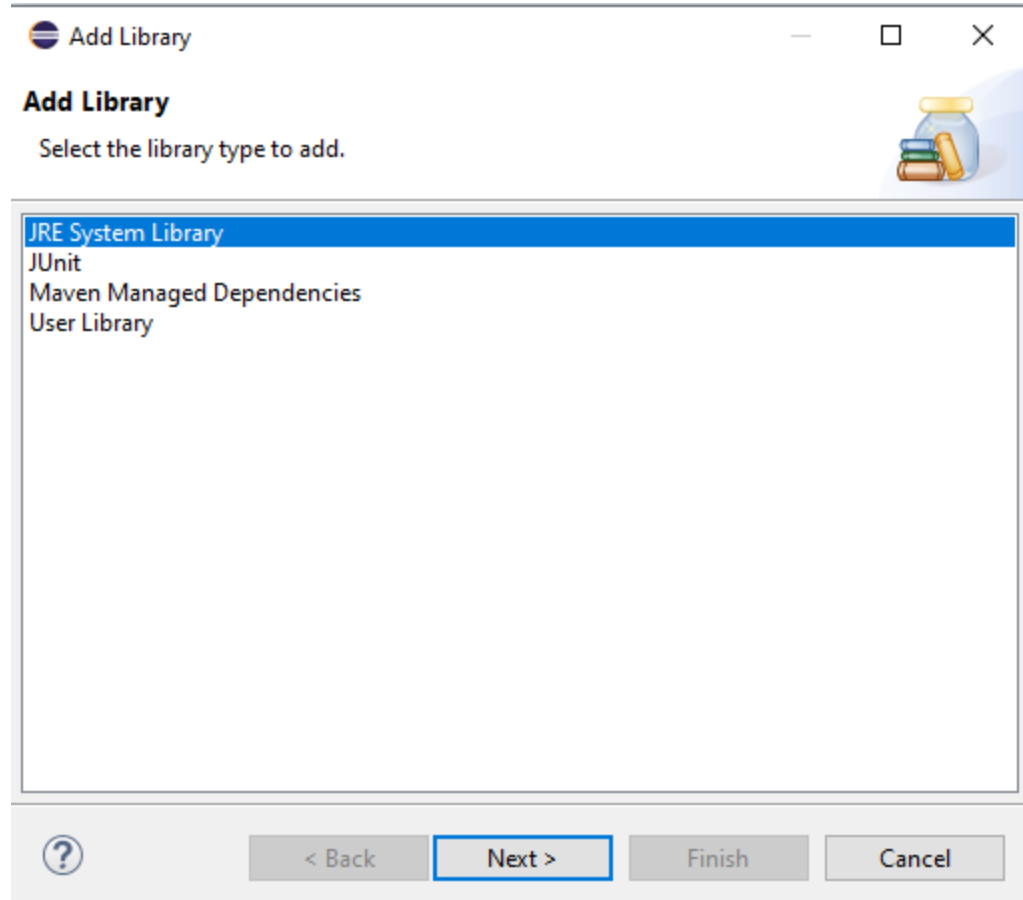 Add Library
Add Library
Select the library type to add.
JRE System Library
JUnit
Maven Managed Dependencies
User Library
?
< Back
Next >
Finish
Cancel